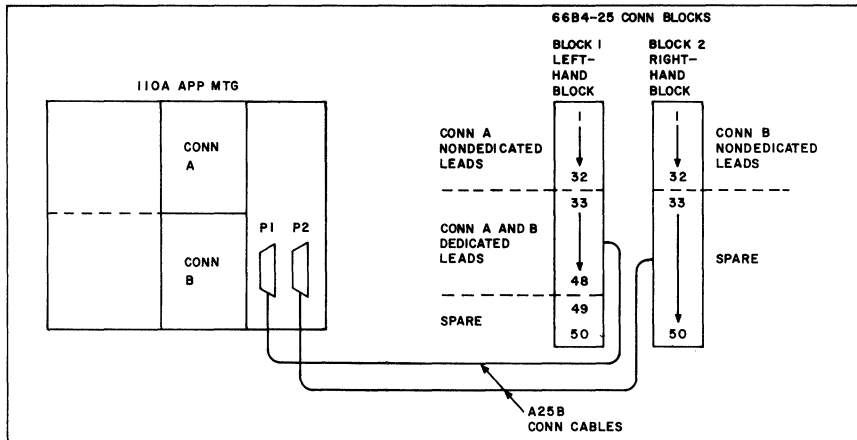 66B4-25 CONN BLOCKS
BLOCK 1
LEFT-
HAND
BLOCK
BLOCK 2
RIGHT-
HAND
BLOCK
110A APP MTG
CONN
A
CONN
B
P1 P2
CONN A
NONDEDICATED
LEADS
CONN A AND B
DEDICATED
LEADS
SPARE
1
32
33
48
49
50
1
32
33
50
CONN B
NONDEDICATED
LEADS
SPARE
A25B
CONN CABLES